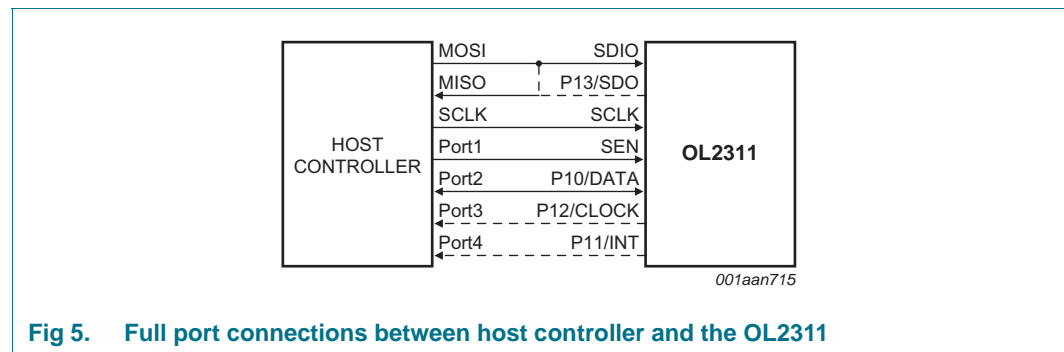 MOSI SDIO
MISO P13/SDO
SCLK SCLK
HOST CONTROLLER
Port1 SEN
OL2311
Port2 P10/DATA
Port3 P12/CLOCK
Port4 P11/INT
001aan715
Fig 5. Full port connections between host controller and the OL2311